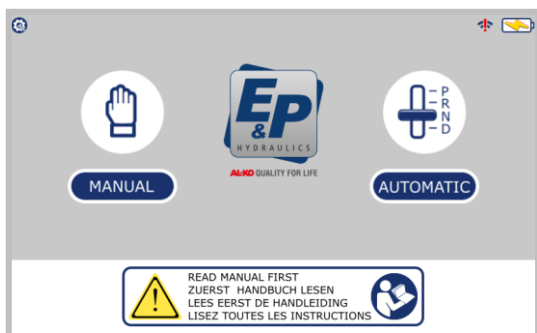 E&P
HYDRAULICS
AL-KO QUALITY FOR LIFE
MANUAL
P
R
N
D
AUTOMATIC
READ MANUAL FIRST
ZUERST HANDBUCH LESEN
LEES EERST DE HANDLEIDING
LISEZ TOUTES LES INSTRUCTIONS